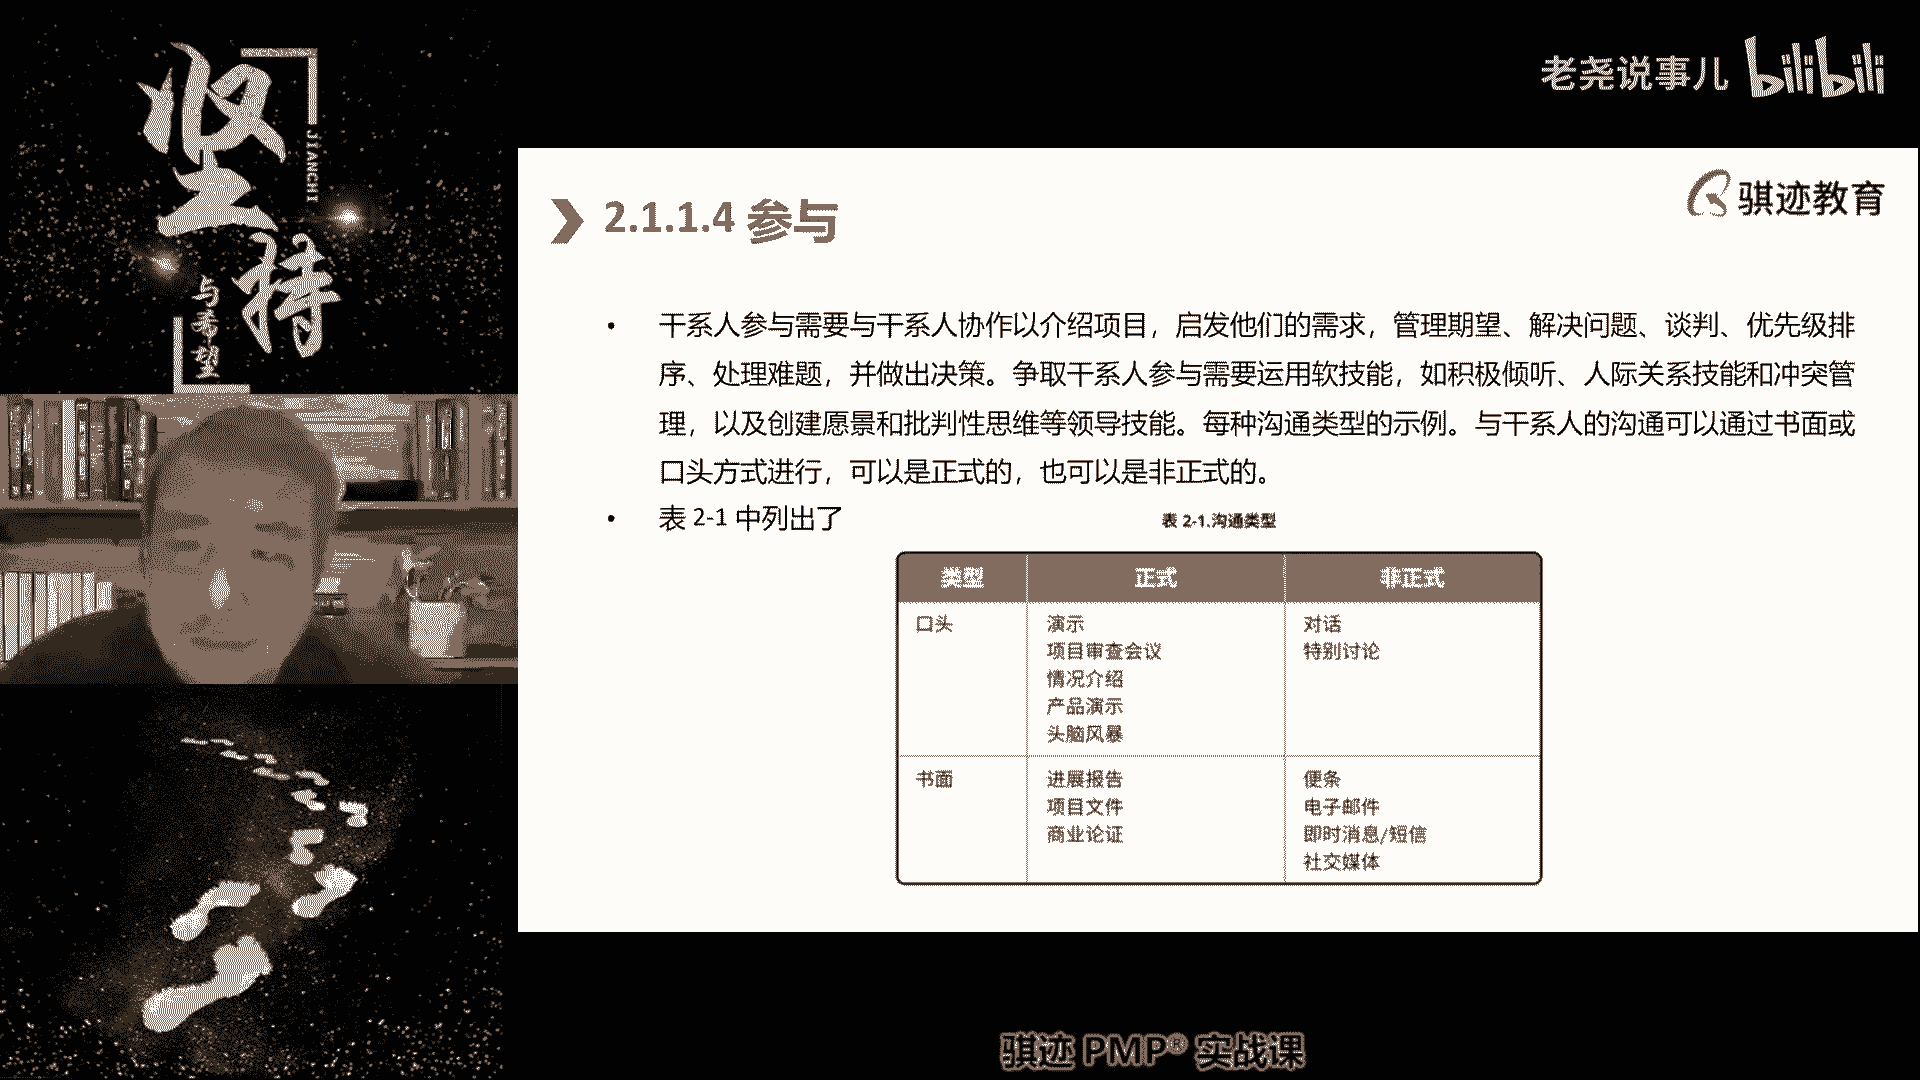 坚
持
JIANCHI
与希望
老尧说事儿 bilibili
骐迹教育
2.1.1.4 参与
• 干系人参与需要与干系人协作以介绍项目，启发他们的需求，管理期望、解决问题、谈判、优先级排
序、处理难题，并做出决策。争取干系人参与需要运用软技能，如积极倾听、人际关系技能和冲突管
理，以及创建愿景和批判性思维等领导技能。每种沟通类型的示例。与干系人的沟通可以通过书面或
口头方式进行，可以是正式的，也可以是非正式的。
• 表 2-1 中列出了
表 2-1.沟通类型
类型 正式 非正式
口头 演示 对话
项目审查会议 特别讨论
情况介绍
产品演示
头脑风暴
书面 进展报告 便条
项目文件 电子邮件
商业论证 即时消息/短信
社交媒体
骐迹 PMP® 实战课